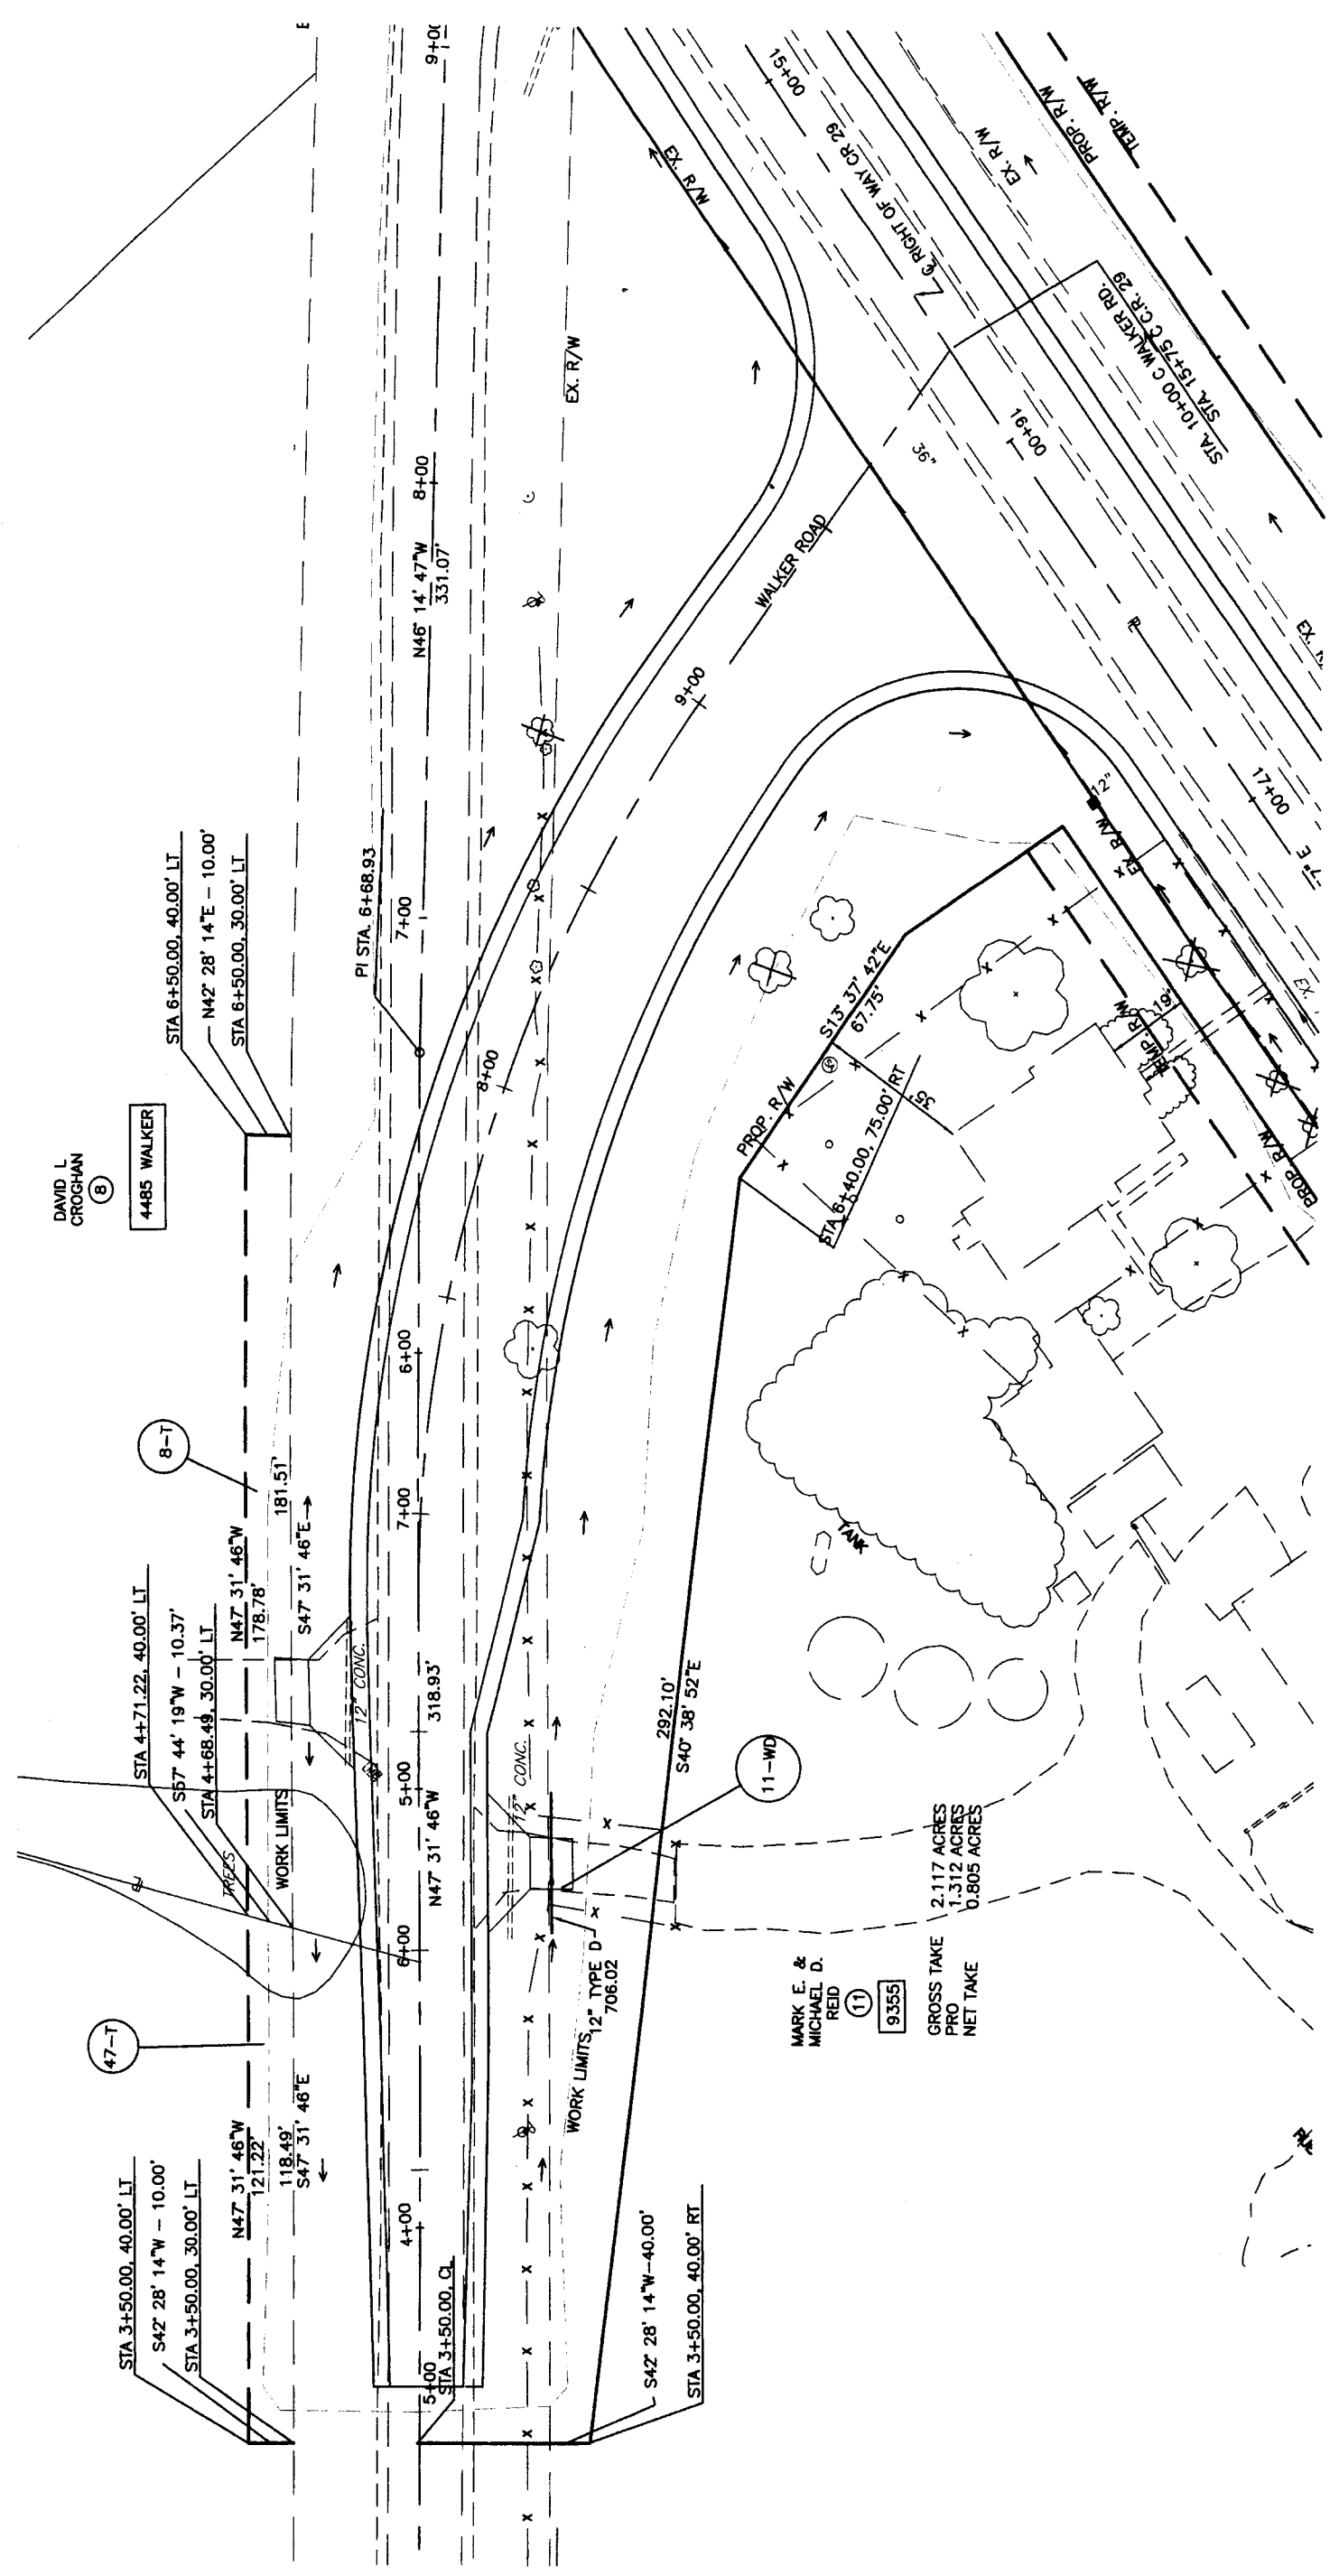 9+00
15+00
PROP. R/W
TEMP. R/W
EX. R/W
EX. R/W
RIGHT OF WAY CR 29
EX. R/W
STA. 10+00 C WALKER RD.
STA. 15+75 C C.R. 29
16+00
36"
8+00
N46° 14' 47"W
331.07'
WALKER ROAD
9+00
17+00
7" E
12"
EX R/W
EX.
PI STA. 6+68.93
7+00
STA 6+50.00, 40.00' LT
N42° 28' 14"E - 10.00'
STA 6+50.00, 30.00' LT
S13° 37' 42"E
67.75'
19'
TEMP. R/W
PROP. R/W
8+00
PROP. R/W
35'
STA 6+40.00, 75.00' RT
DAVID L
CROGHAN
8
4485 WALKER
6+00
8-T
181.51'
7+00
N47° 31' 46"W
178.78'
S47° 31' 46"E
TANK
STA 4+71.22, 40.00' LT
S57° 44' 19"W - 10.37'
STA 4+68.49, 30.00' LT
12" CONC.
318.93'
N47° 31' 46"W
5+00
292.10'
S40° 38' 52"E
11-WD
12" CONC.
TREES
WORK LIMITS
6+00
12" TYPE D
706.02
WORK LIMITS
MARK E. &
MICHAEL D.
REID
11
9355
GROSS TAKE 2.117 ACRES
PRO 1.312 ACRES
NET TAKE 0.805 ACRES
47-T
N47° 31' 46"W
121.22'
118.49'
S47° 31' 46"E
4+00
STA 3+50.00, 40.00' LT
S42° 28' 14"W - 10.00'
STA 3+50.00, 30.00' LT
5+00
STA 3+50.00, CL
S42° 28' 14"W-40.00'
STA 3+50.00, 40.00' RT